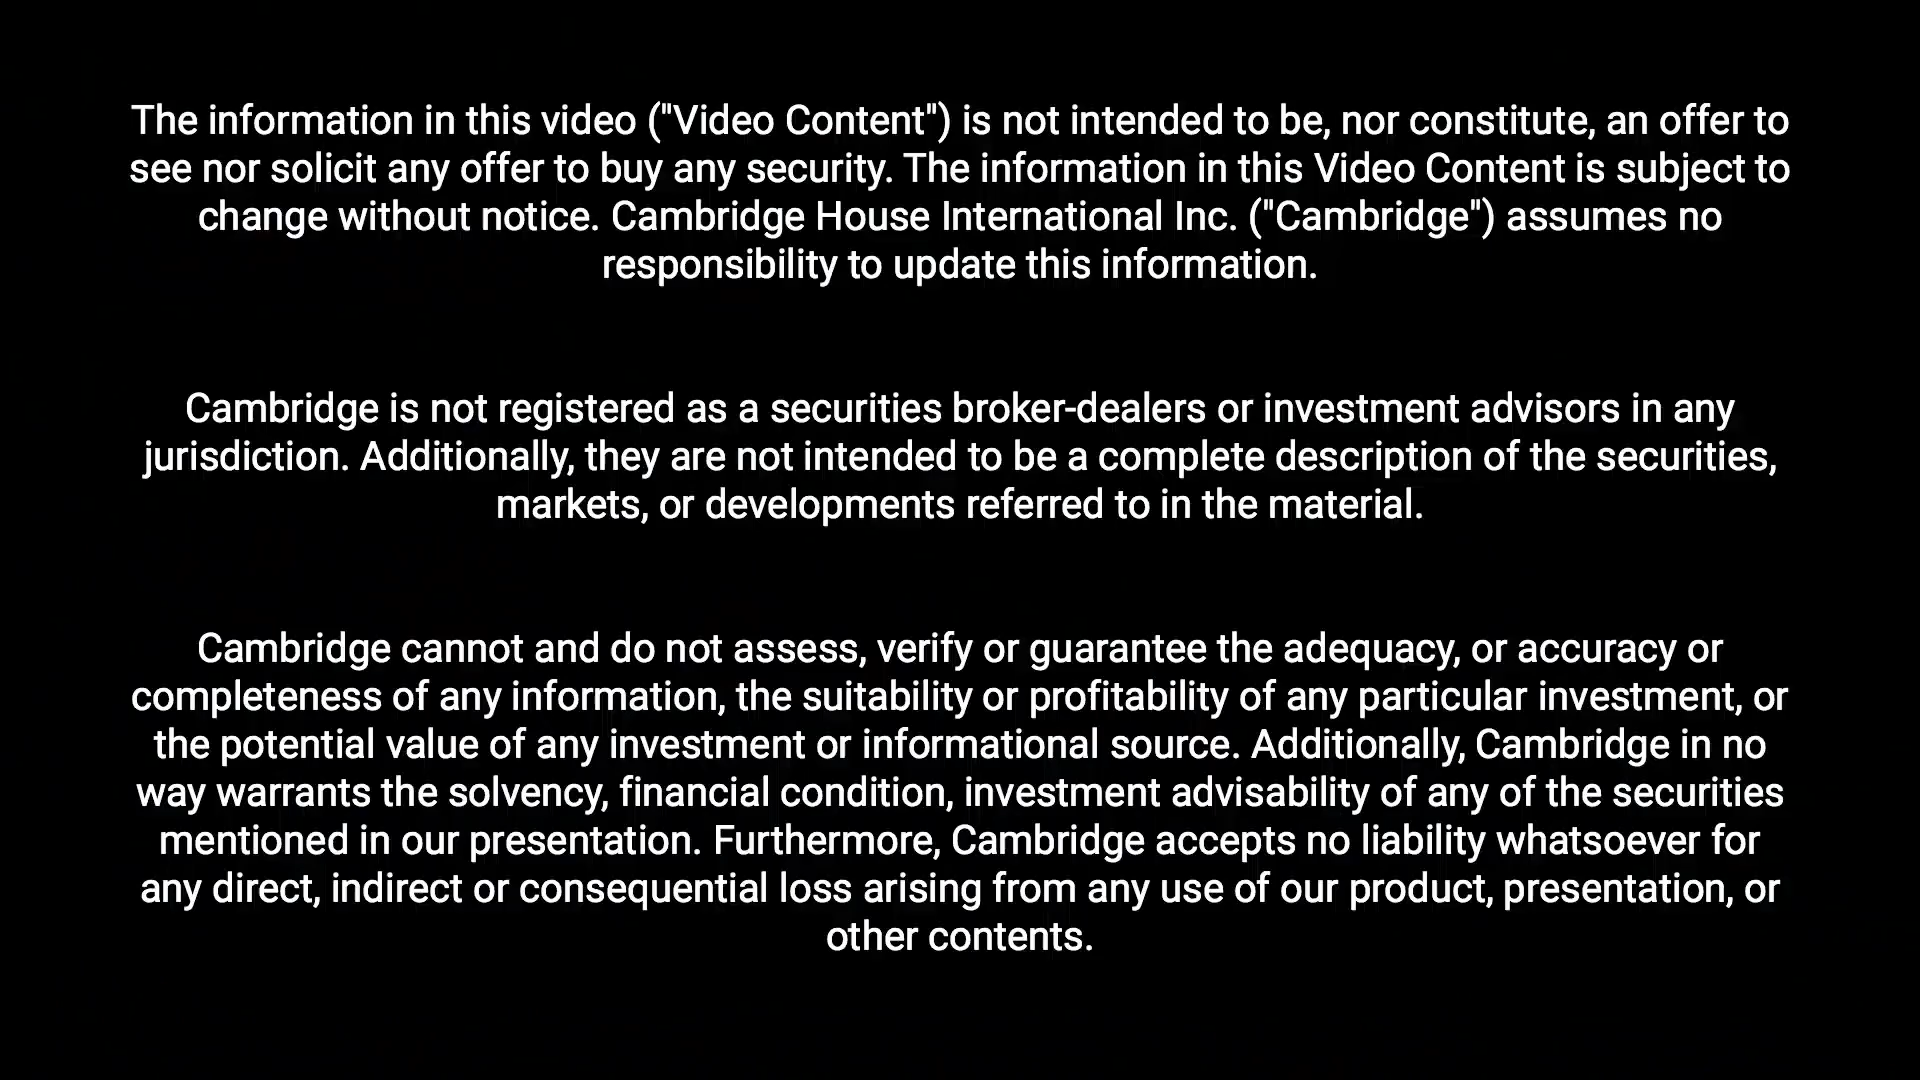 The information in this video ("Video Content") is not intended to be, nor constitute, an offer to
see nor solicit any offer to buy any security. The information in this Video Content is subject to
change without notice. Cambridge House International Inc. ("Cambridge") assumes no
responsibility to update this information.
Cambridge is not registered as a securities broker-dealers or investment advisors in any
jurisdiction. Additionally, they are not intended to be a complete description of the securities,
markets, or developments referred to in the material.
Cambridge cannot and do not assess, verify or guarantee the adequacy, or accuracy or
completeness of any information, the suitability or profitability of any particular investment, or
the potential value of any investment or informational source. Additionally, Cambridge in no
way warrants the solvency, financial condition, investment advisability of any of the securities
mentioned in our presentation. Furthermore, Cambridge accepts no liability whatsoever for
any direct, indirect or consequential loss arising from any use of our product, presentation, or
other contents.